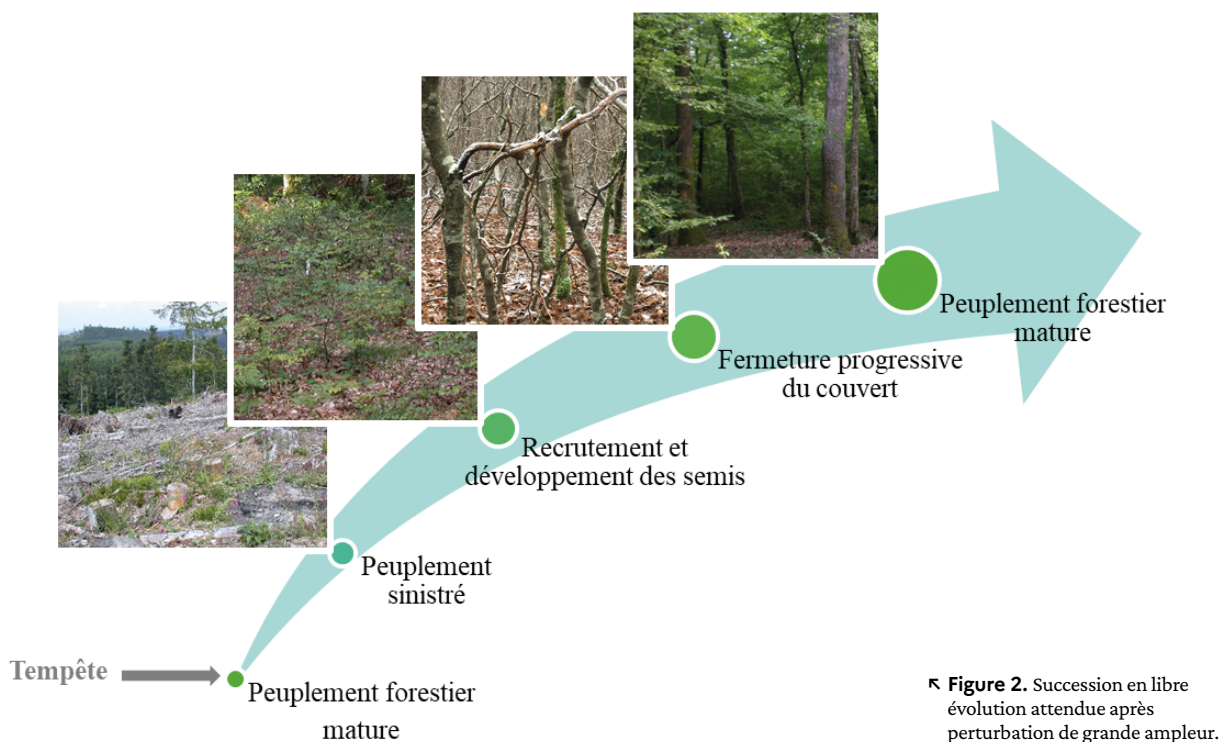 Peuplement forestier
mature
Fermeture progressive
du couvert
Recrutement et
développement des semis
Peuplement
sinistré
Tempête
Peuplement forestier
mature
↖ Figure 2. Succession en libre
évolution attendue après
perturbation de grande ampleur.